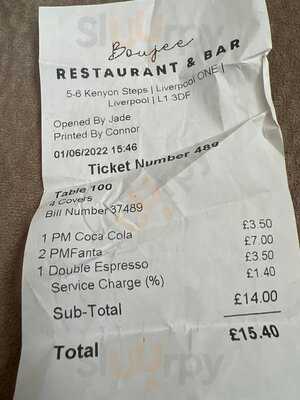 Sluurpy
Boujee
RESTAURANT & BAR
5-6 Kenyon Steps | Liverpool ONE |
Liverpool | L1 3DF
Opened By Jade
Printed By Connor
01/06/2022 15:46
Ticket Number 489
Table 100
4 Covers
Bill Number 37489
1 PM Coca Cola £3.50
2 PMFanta £7.00
1 Double Espresso £3.50
Service Charge (%) £1.40
Sub-Total £14.00
Total £15.40
Sluurpy